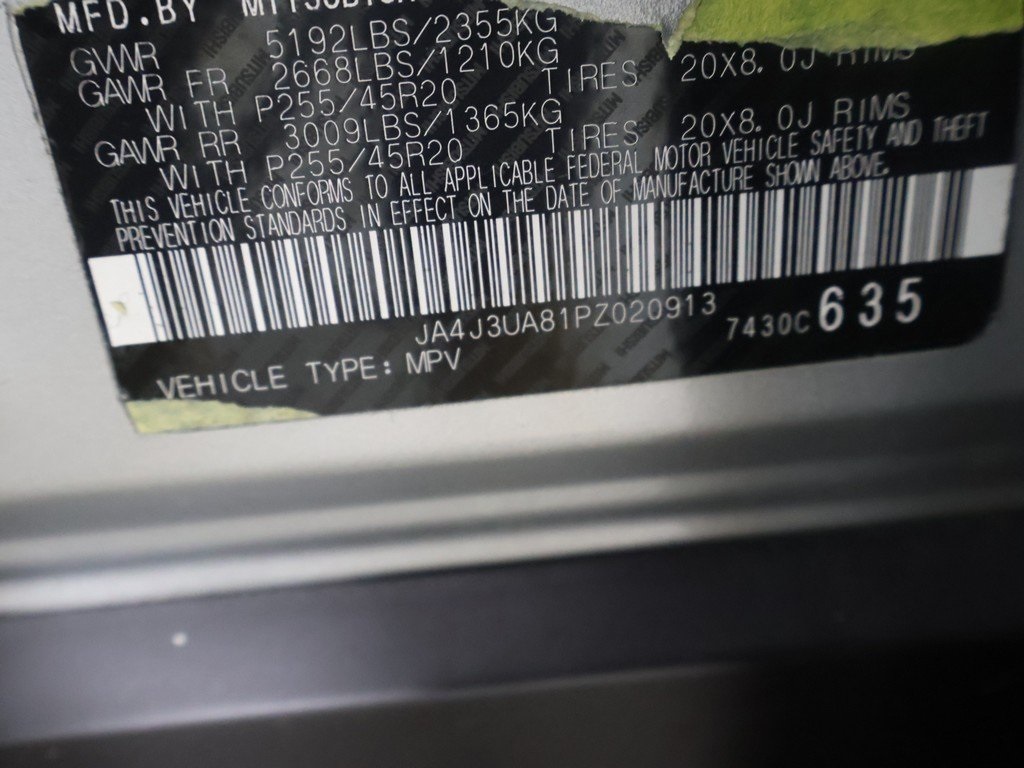 MFD.BY
GVWR 5192LBS/2355KG
GAWR FR 2668LBS/1210KG
WITH P255/45R20 TIRES 20X8.0J RIMS
GAWR RR 3009LBS/1365KG
WITH P255/45R20 TIRES 20X8.0J RIMS
THIS VEHICLE CONFORMS TO ALL APPLICABLE FEDERAL MOTOR VEHICLE SAFETY AND THEFT
PREVENTION STANDARDS IN EFFECT ON THE DATE OF MANUFACTURE SHOWN ABOVE.
JA4J3UA81PZ020913 7430C 635
VEHICLE TYPE: MPV